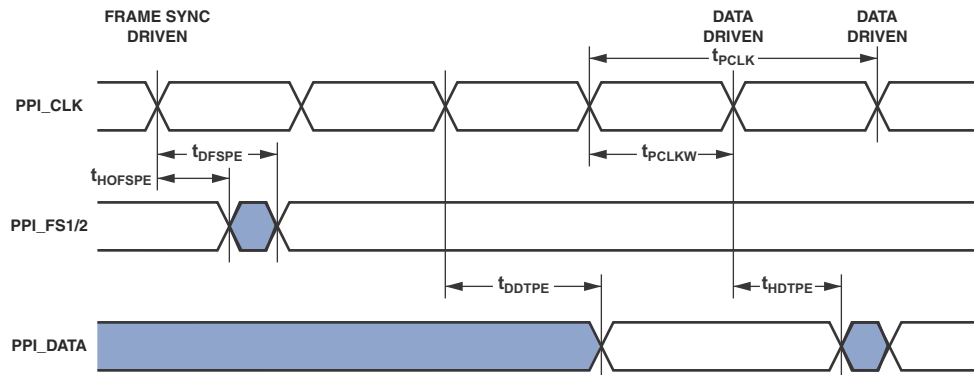 FRAME SYNC
DRIVEN
DATA
DRIVEN
DATA
DRIVEN
tPCLK
PPI_CLK
tDFSPE
tPCLKW
tHOFSPE
PPI_FS1/2
tDDTPE
tHDTPE
PPI_DATA